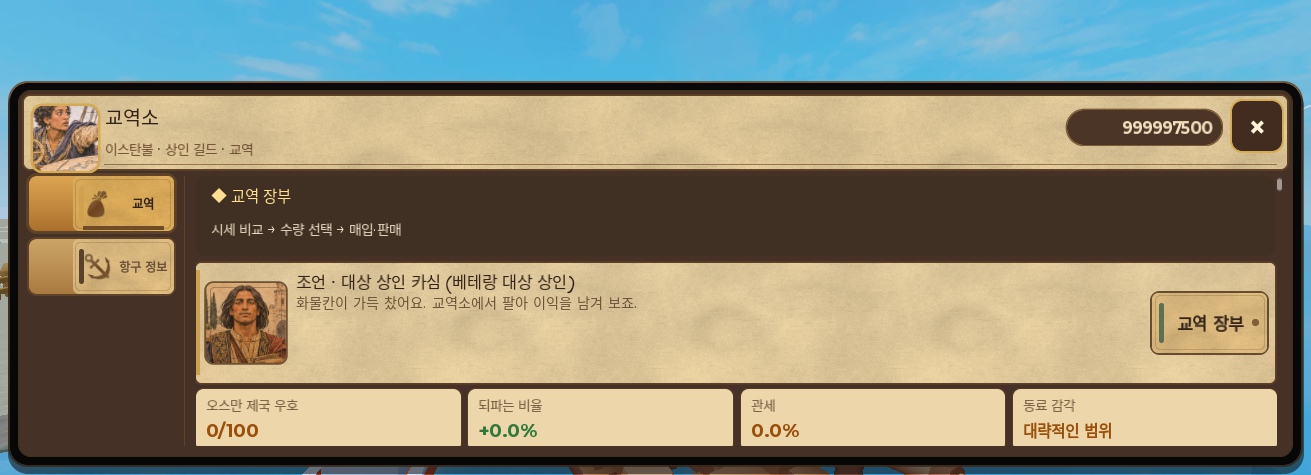 교역소
이스탄불 · 상인 길드 · 교역
999997500
×
교역
항구 정보
◆ 교역 장부
시세 비교 → 수량 선택 → 매입·판매
조언 · 대상 상인 카심 (베테랑 대상 상인)
화물칸이 가득 찼어요. 교역소에서 팔아 이익을 남겨 보죠.
교역 장부
오스만 제국 우호
0/100
되파는 비율
+0.0%
관세
0.0%
동료 감각
대략적인 범위